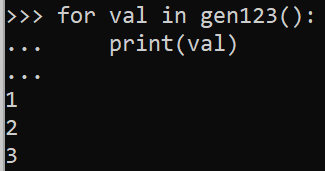 >>> for val in gen123():
...     print(val)
...
1
2
3